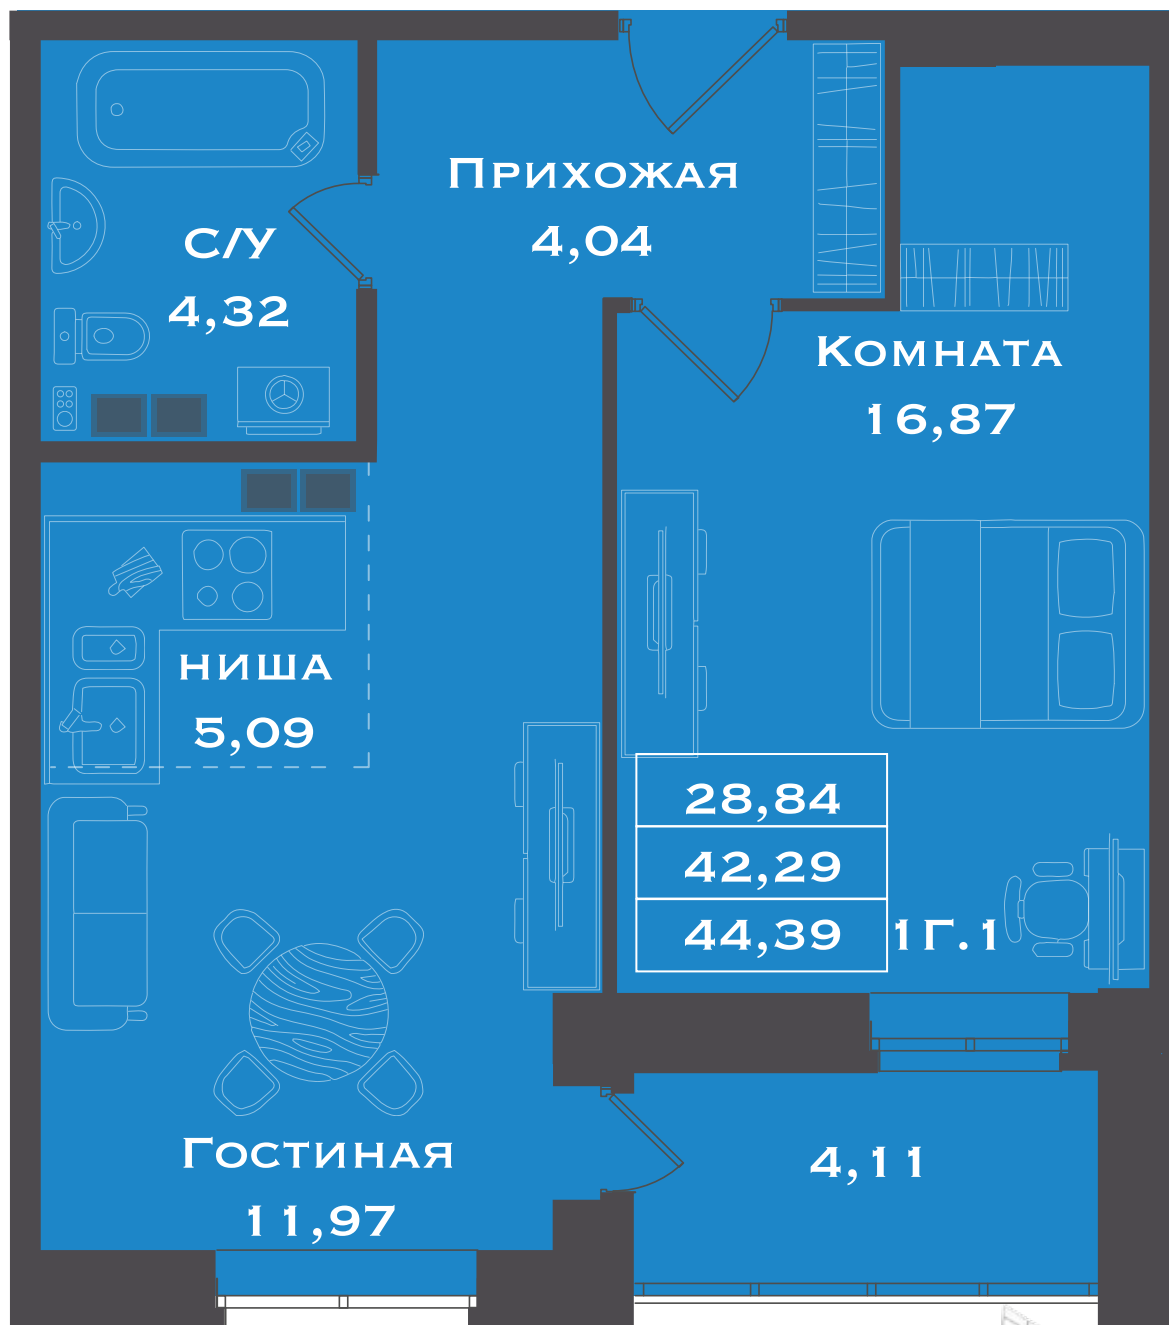 Прихожая
4,04
С/У
4,32
Комната
16,87
ниша
5,09
28,84
42,29
44,39 1Г.1
Гостиная
11,97
4,11